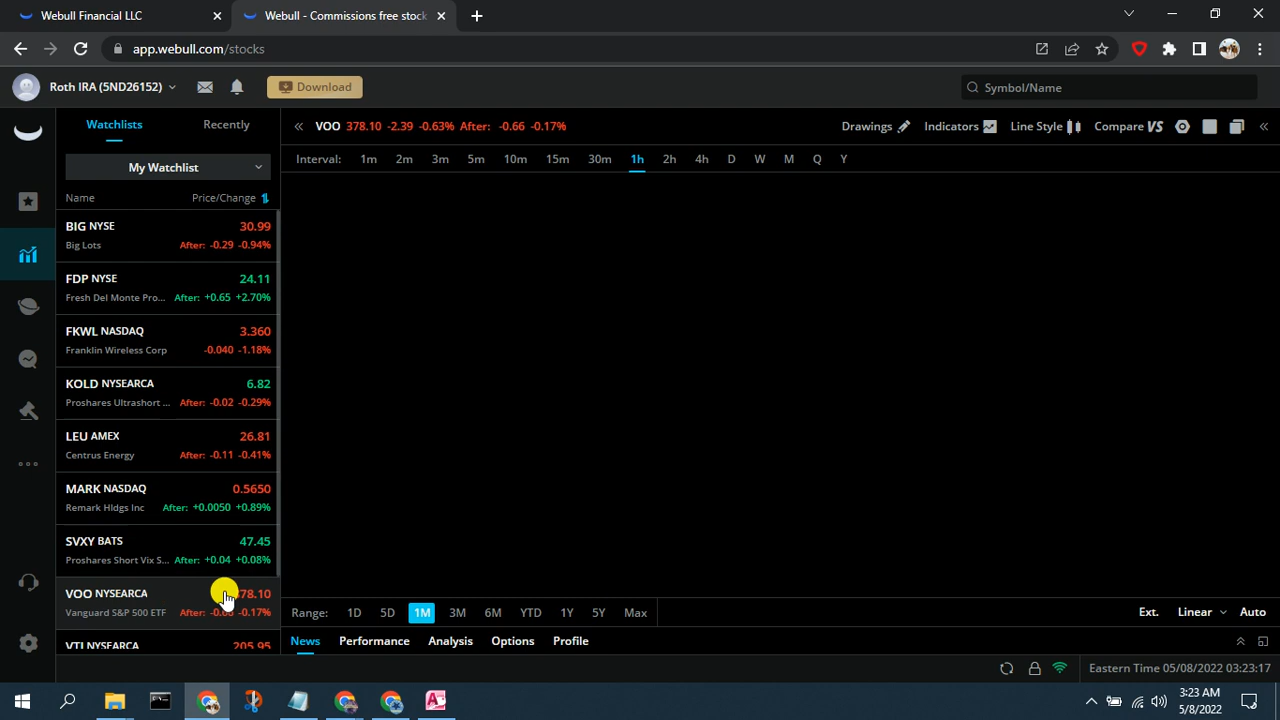 Webull Financial LLC
Webull - Commissions free stock
app.webull.com/stocks
Roth IRA (5ND26152)
Download
Symbol/Name
Watchlists Recently
VOO 378.10 -2.39 -0.63% After: -0.66 -0.17%
Drawings Indicators Line Style Compare VS
My Watchlist
Interval: 1m 2m 3m 5m 10m 15m 30m 1h 2h 4h D W M Q Y
Name Price/Change
BIG NYSE 30.99
Big Lots After: -0.29 -0.94%
FDP NYSE 24.11
Fresh Del Monte Pro... After: +0.65 +2.70%
FKWL NASDAQ 3.360
Franklin Wireless Corp -0.040 -1.18%
KOLD NYSEARCA 6.82
Proshares Ultrashort ... After: -0.02 -0.29%
LEU AMEX 26.81
Centrus Energy After: -0.11 -0.41%
MARK NASDAQ 0.5650
Remark Hldgs Inc After: +0.0050 +0.89%
SVXY BATS 47.45
Proshares Short Vix S... After: +0.04 +0.08%
VOO NYSEARCA 78.10
Vanguard S&P 500 ETF After: -0.17%
VTI NYSEARCA 205.95
Range: 1D 5D 1M 3M 6M YTD 1Y 5Y Max
Ext. Linear Auto
News Performance Analysis Options Profile
Eastern Time 05/08/2022 03:23:17
3:23 AM
5/8/2022